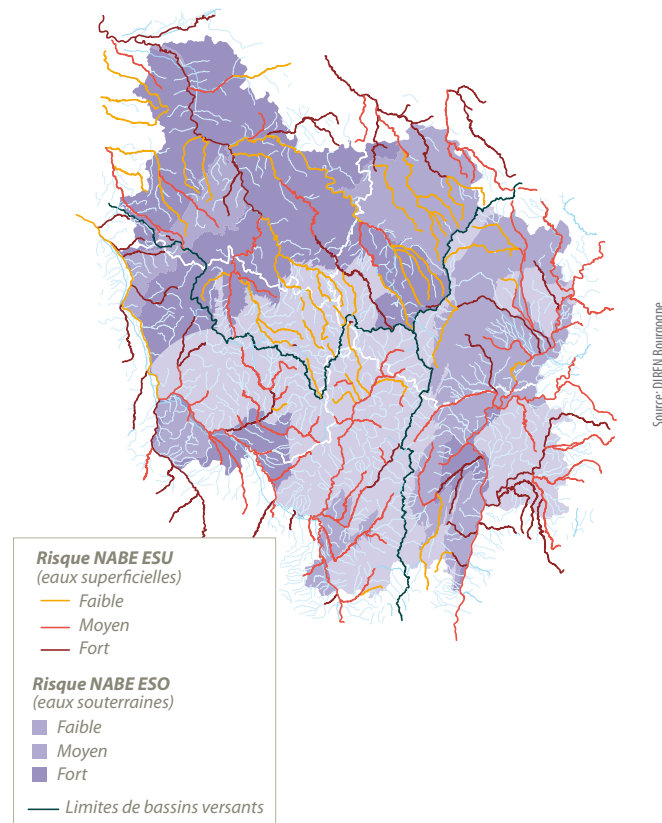 Source: DIREN Bourgogne
Risque NABE ESU
(eaux superficielles)
Faible
Moyen
Fort
Risque NABE ESO
(eaux souterraines)
Faible
Moyen
Fort
Limites de bassins versants